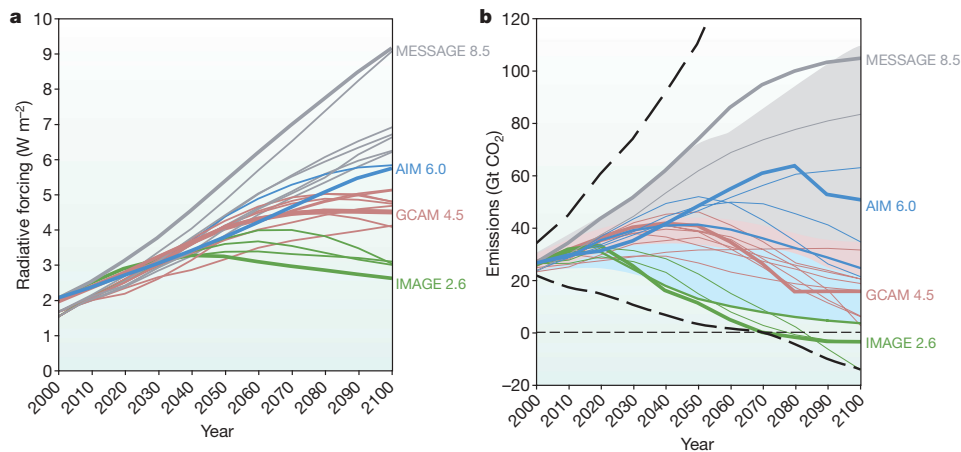 a
10
9
8
7
6
5
4
3
2
1
0
Radiative forcing (W m⁻²)
2000 2010 2020 2030 2040 2050 2060 2070 2080 2090 2100
Year
MESSAGE 8.5
AIM 6.0
GCAM 4.5
IMAGE 2.6
b
120
100
80
60
40
20
0
−20
Emissions (Gt CO₂)
2000 2010 2020 2030 2040 2050 2060 2070 2080 2090 2100
Year
MESSAGE 8.5
AIM 6.0
GCAM 4.5
IMAGE 2.6